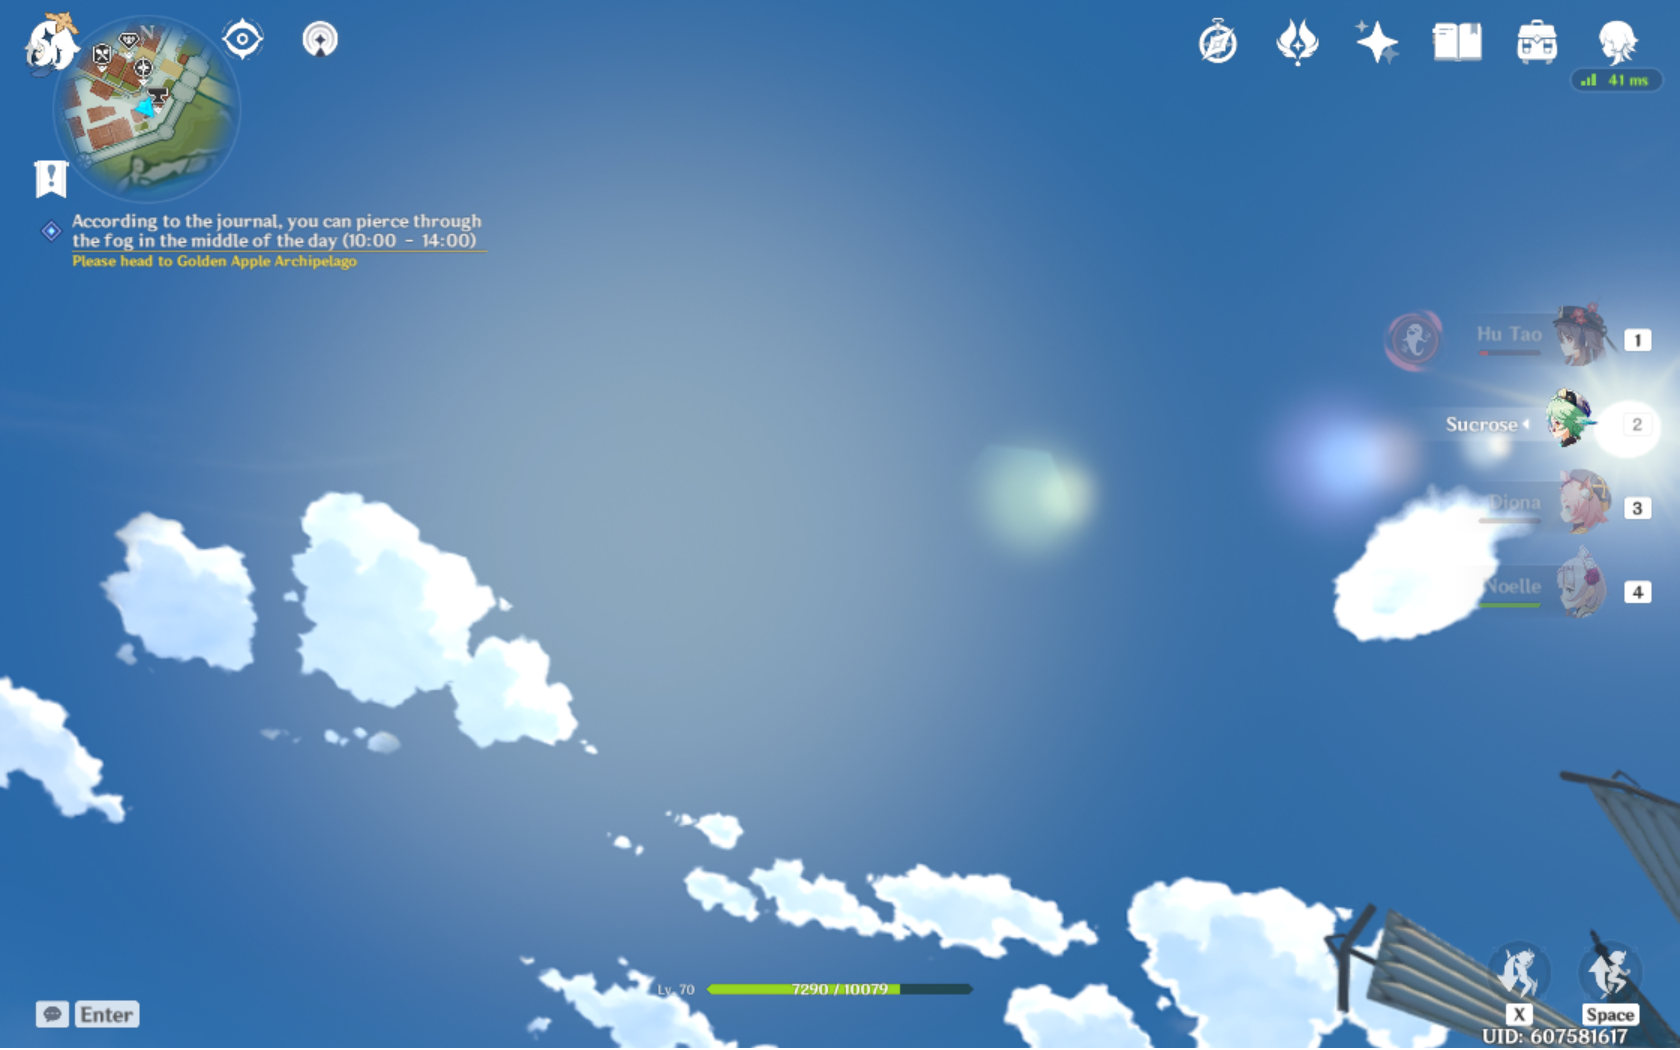 N
41 ms
According to the journal, you can pierce through
the fog in the middle of the day (10:00 - 14:00)
Please head to Golden Apple Archipelago
Hu Tao
1
Sucrose
2
Diona
3
Noelle
4
Lv. 70
7290 / 10079
Enter
X
Space
UID: 607581617